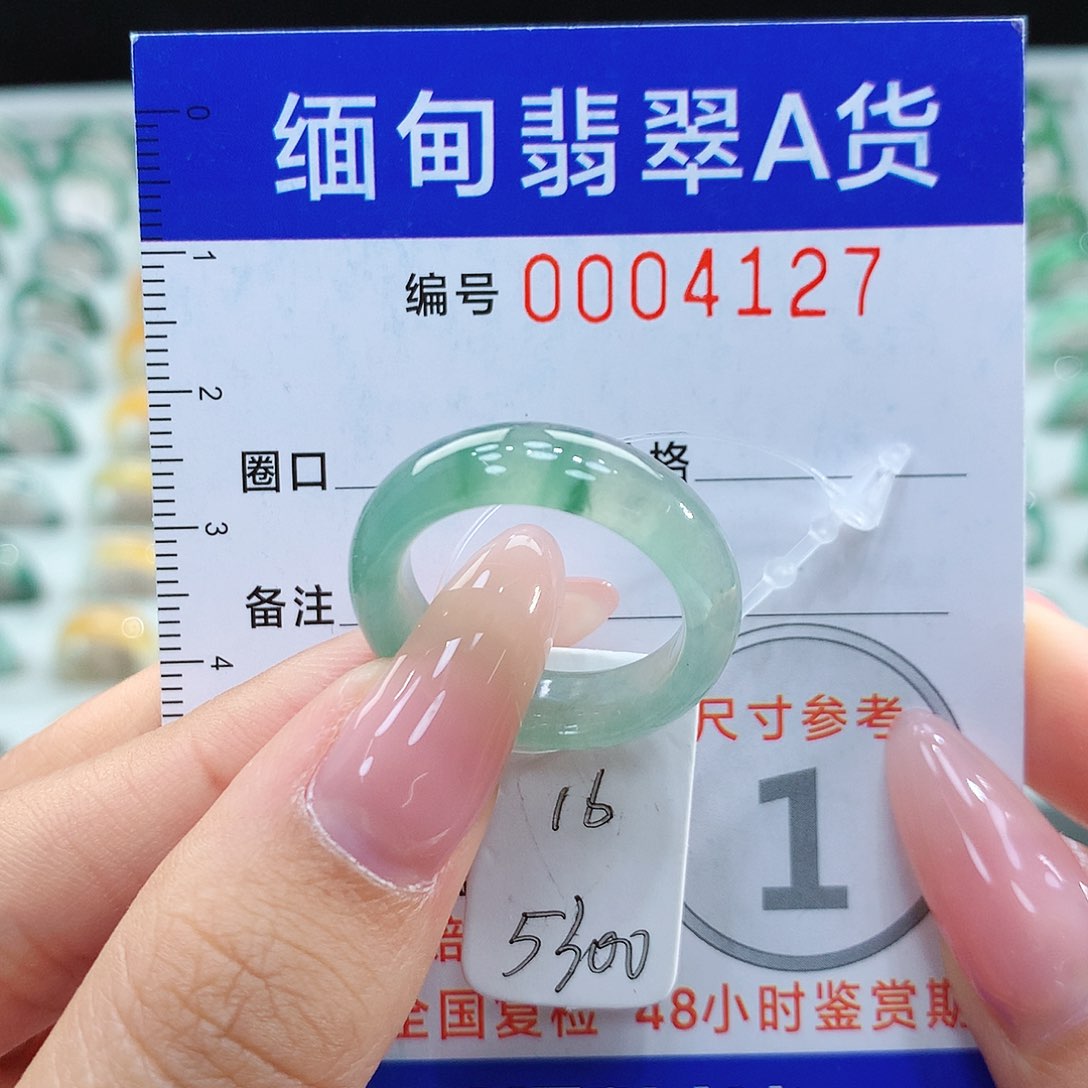 缅甸翡翠A货
0
编号 0004127
1
2
圈口 格
3
备注
4
尺寸参考
1
16
5300
赔
全国复检 48小时鉴赏期